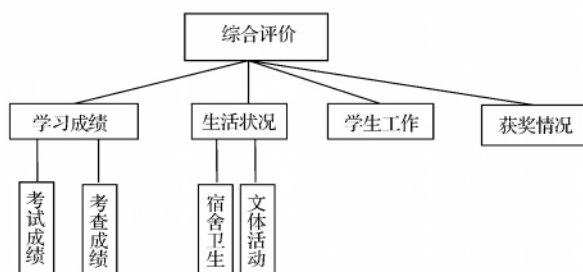 综合评价
学习成绩
生活状况
学生工作
获奖情况
考试成绩
考查成绩
宿舍卫生
文体活动